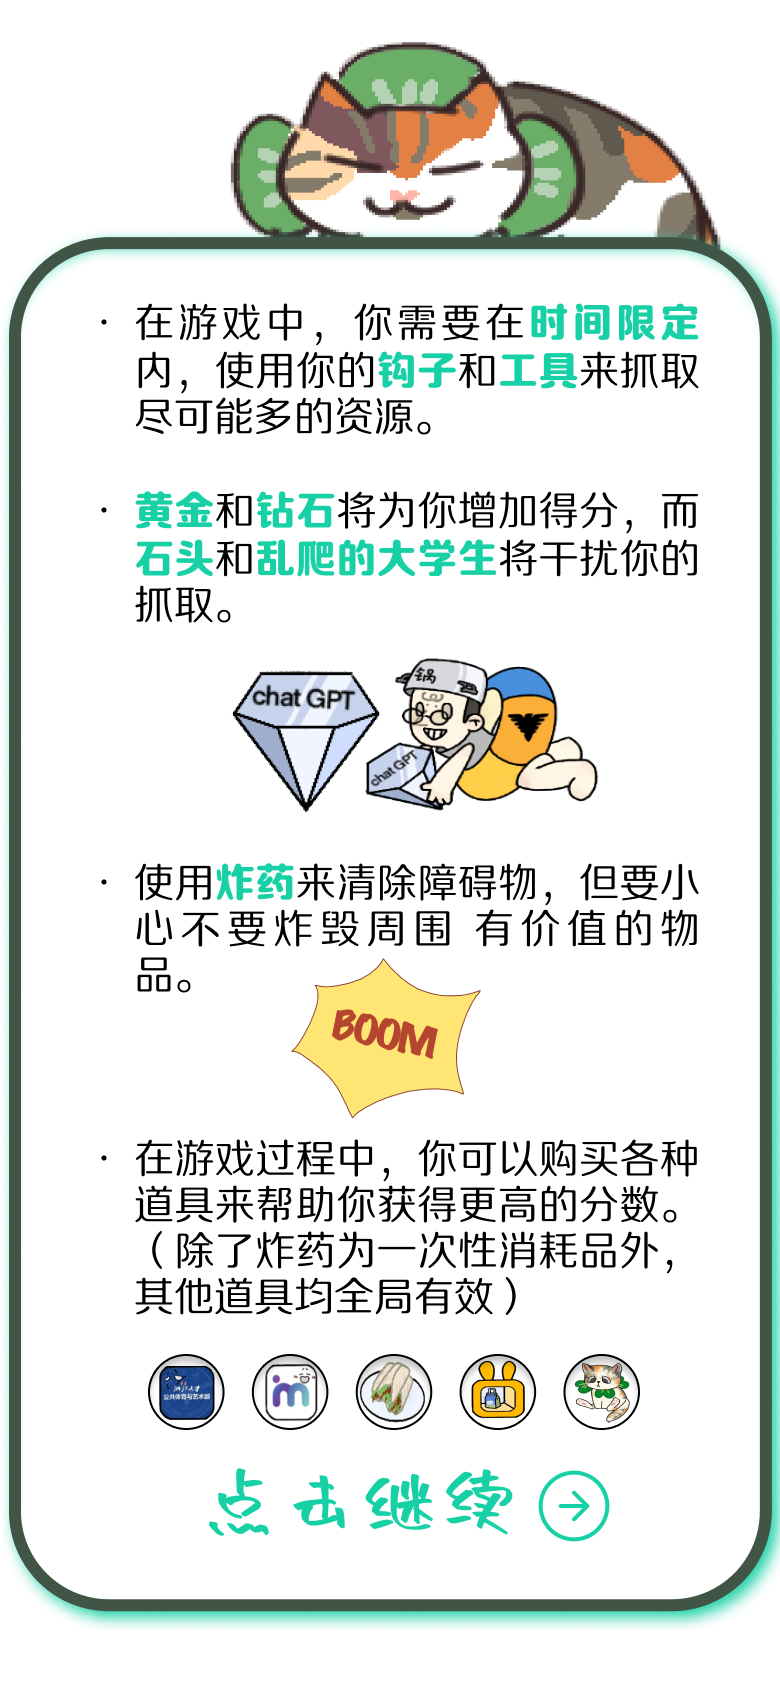 · 在游戏中，你需要在时间限定
内，使用你的钩子和工具来抓取
尽可能多的资源。
· 黄金和钻石将为你增加得分，而
石头和乱爬的大学生将干扰你的
抓取。
chat GPT
锅
chat GPT
· 使用炸药来清除障碍物，但要小
心不要炸毁周围 有价值的物
品。
BOOM
· 在游戏过程中，你可以购买各种
道具来帮助你获得更高的分数。
（除了炸药为一次性消耗品外，
其他道具均全局有效）
浙江大学
公共体育与艺术部
m
点击继续